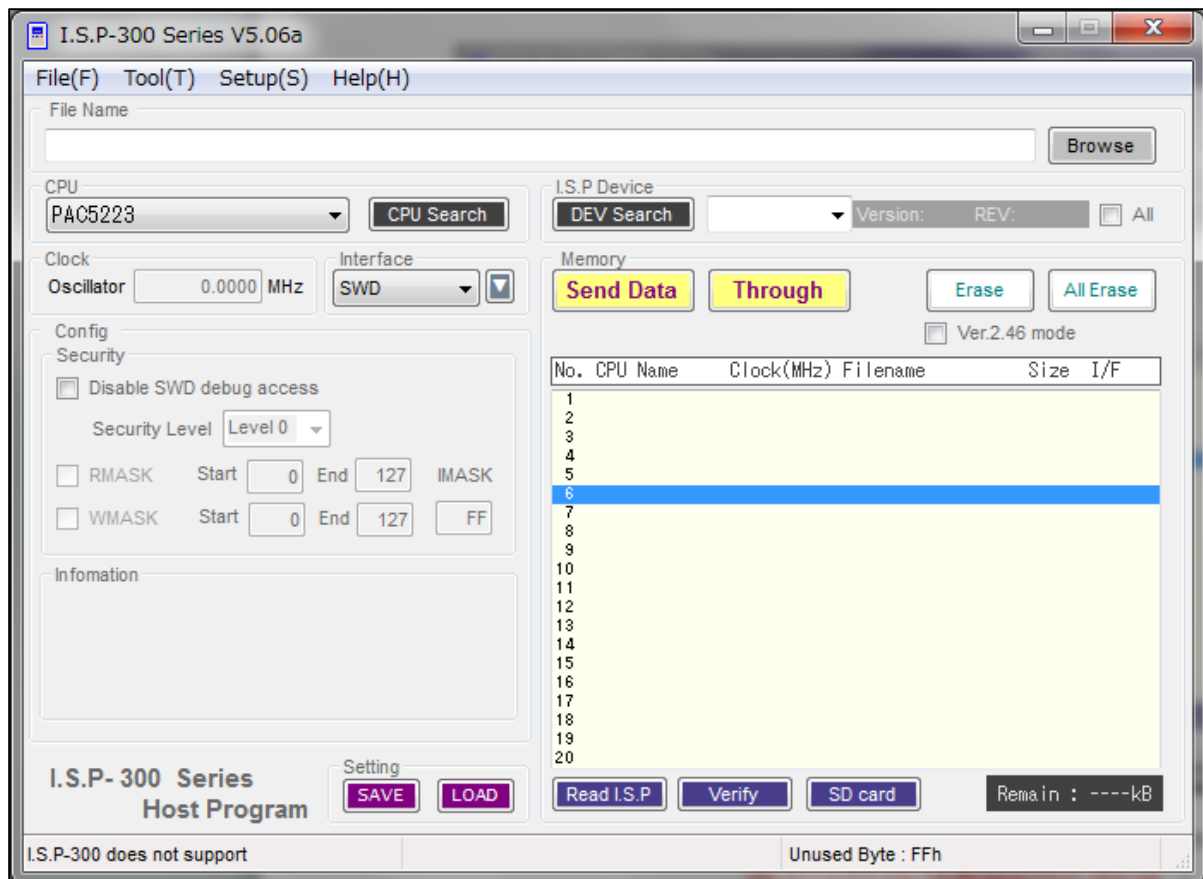 I.S.P-300 Series V5.06a
File(F) Tool(T) Setup(S) Help(H)
File Name
Browse
CPU
PAC5223
CPU Search
I.S.P Device
DEV Search
Version: REV:
All
Clock
Oscillator 0.0000 MHz
Interface
SWD
Memory
Send Data
Through
Erase
All Erase
Ver.2.46 mode
Config
Security
Disable SWD debug access
Security Level Level 0
RMASK Start 0 End 127 IMASK
WMASK Start 0 End 127 FF
Infomation
No. CPU Name Clock(MHz) Filename Size I/F
1
2
3
4
5
6
7
8
9
10
11
12
13
14
15
16
17
18
19
20
I.S.P- 300 Series
Host Program
Setting
SAVE
LOAD
Read I.S.P
Verify
SD card
Remain : ----kB
I.S.P-300 does not support
Unused Byte : FFh